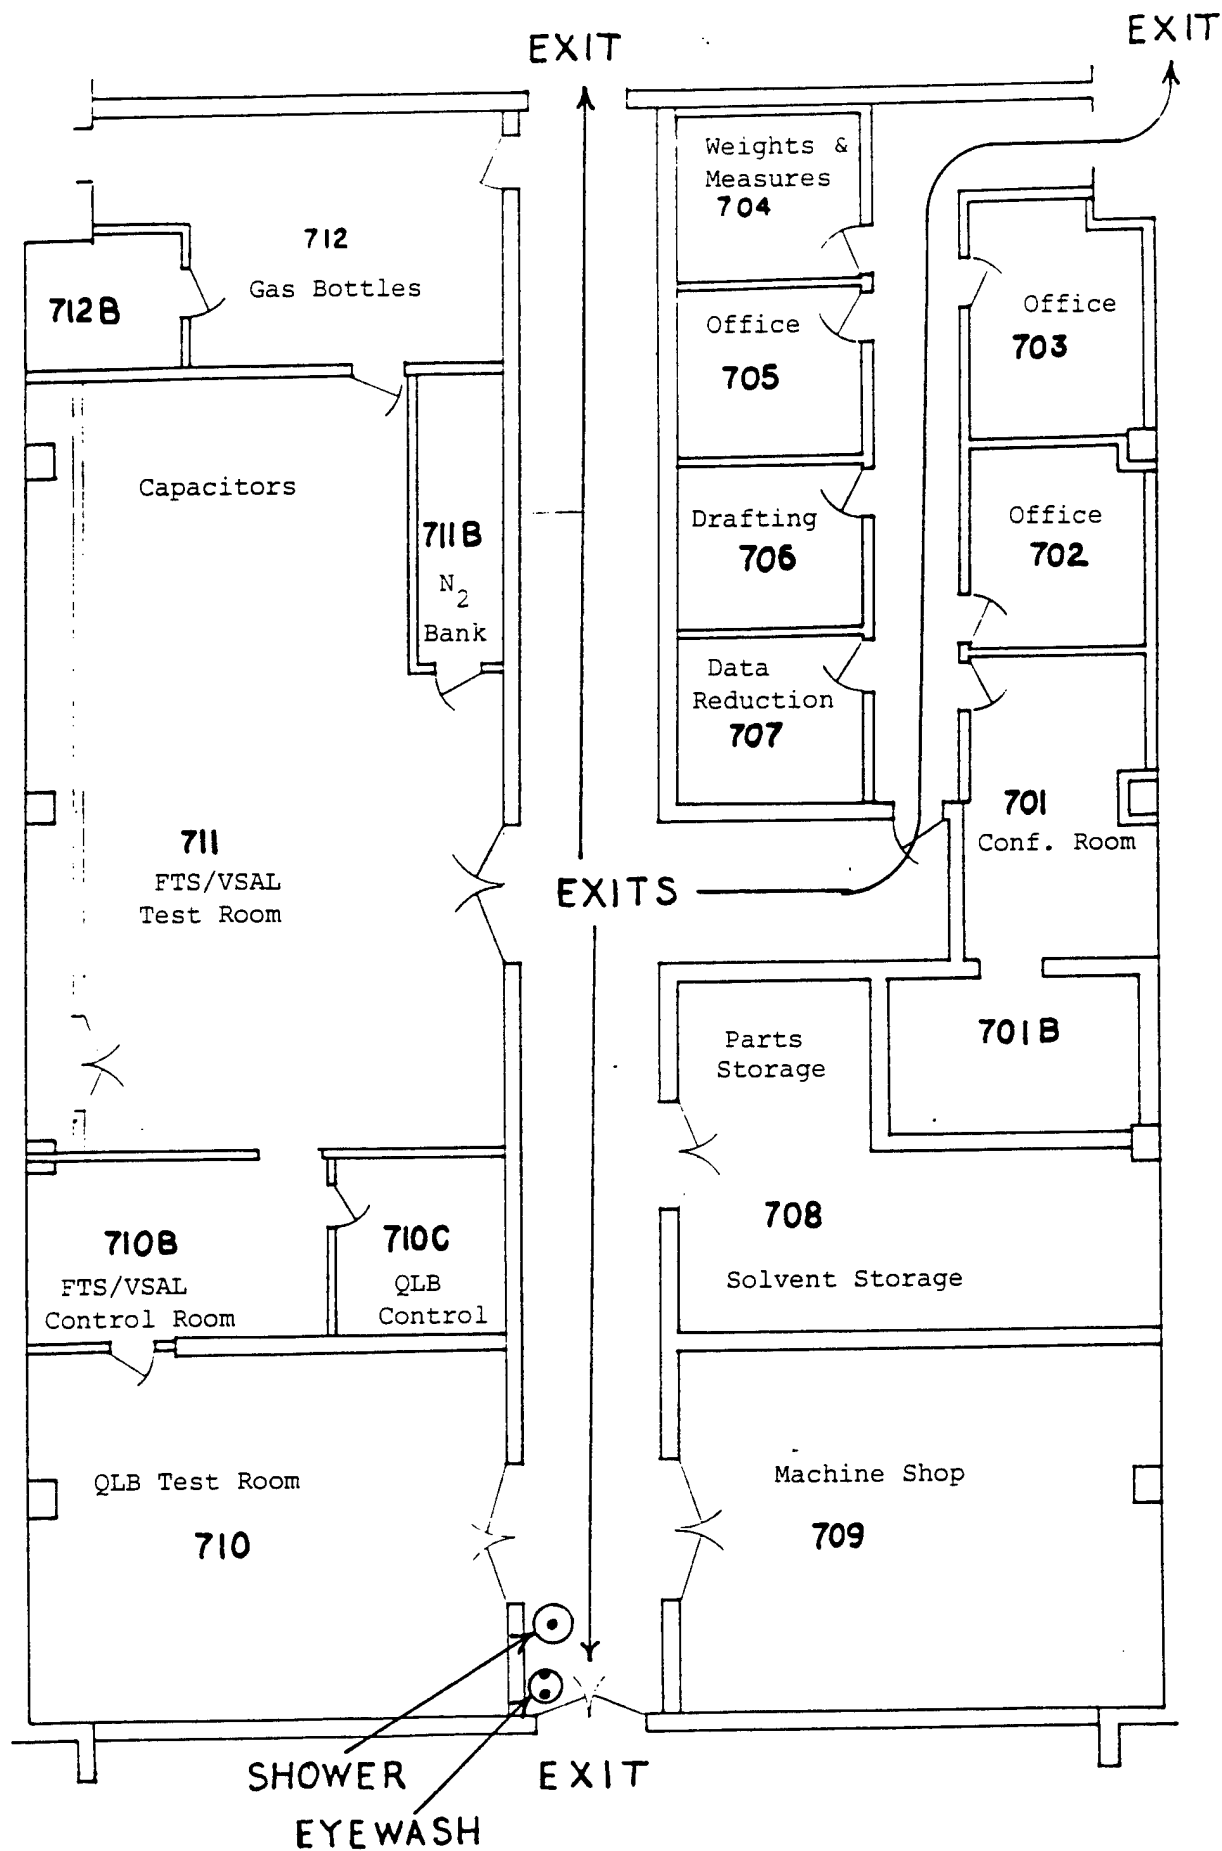 EXIT
EXIT
Weights &
Measures
704
712
Gas Bottles
712B
Office
703
Office
705
Capacitors
711B
N2
Bank
Drafting
706
Office
702
Data
Reduction
707
701
Conf. Room
711
FTS/VSAL
Test Room
EXITS
Parts
Storage
701B
708
Solvent Storage
710B
FTS/VSAL
Control Room
710C
QLB
Control
QLB Test Room
710
Machine Shop
709
SHOWER
EXIT
EYEWASH